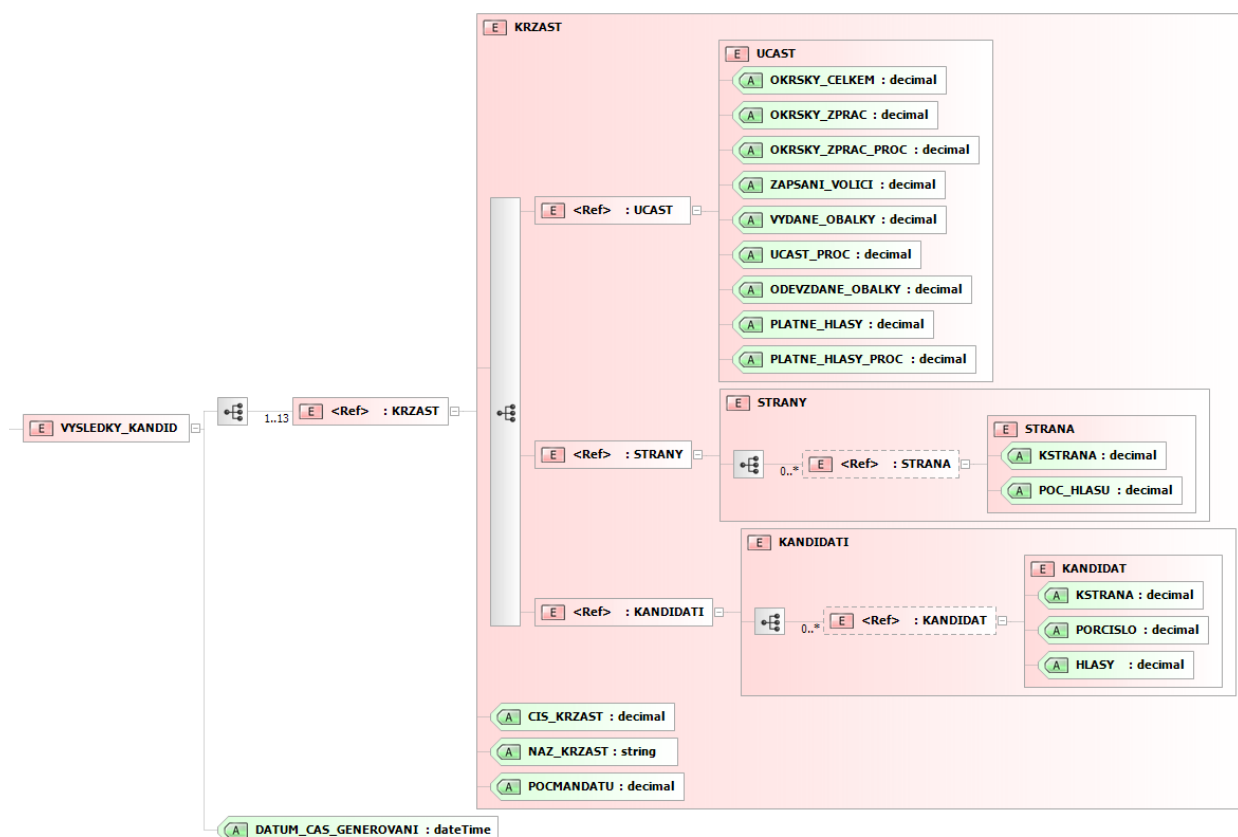 E KRZAST
E UCAST
A OKRSKY_CELKEM : decimal
A OKRSKY_ZPRAC : decimal
A OKRSKY_ZPRAC_PROC : decimal
A ZAPSANI_VOLICI : decimal
E <Ref> : UCAST
A VYDANE_OBALKY : decimal
A UCAST_PROC : decimal
A ODEVZDANE_OBALKY : decimal
A PLATNE_HLASY : decimal
A PLATNE_HLASY_PROC : decimal
E VYSLEDKY_KANDID
1..13
E <Ref> : KRZAST
E STRANY
E <Ref> : STRANY
0..*
E <Ref> : STRANA
E STRANA
A KSTRANA : decimal
A POC_HLASU : decimal
E KANDIDATI
E <Ref> : KANDIDATI
0..*
E <Ref> : KANDIDAT
E KANDIDAT
A KSTRANA : decimal
A PORCISLO : decimal
A HLASY : decimal
A CIS_KRZAST : decimal
A NAZ_KRZAST : string
A POCMANDATU : decimal
A DATUM_CAS_GENEROVANI : dateTime